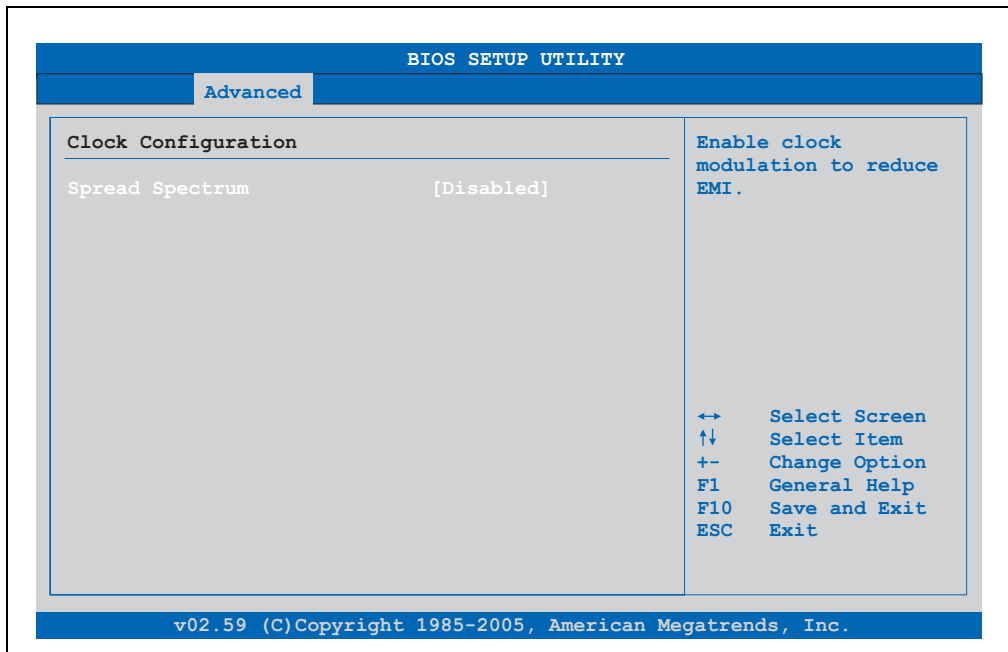 BIOS SETUP UTILITY
Advanced
Clock Configuration
Spread Spectrum [Disabled]
Enable clock
modulation to reduce
EMI.
↔ Select Screen
↑↓ Select Item
+- Change Option
F1 General Help
F10 Save and Exit
ESC Exit
v02.59 (C)Copyright 1985-2005, American Megatrends, Inc.